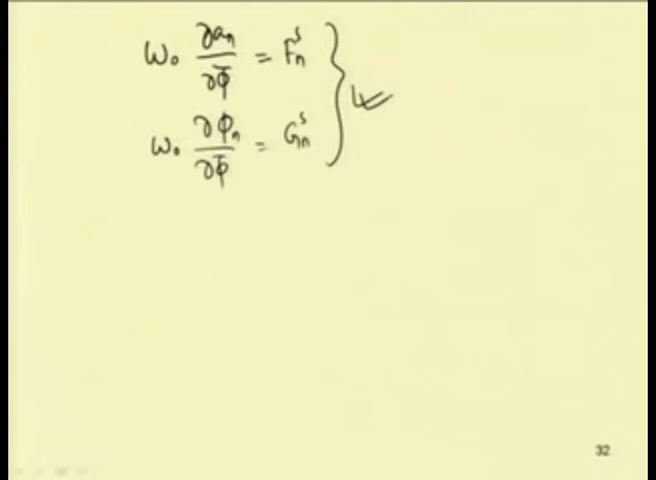 ω₀ ∂aₙ/∂φ̄ = Fₙˢ
ω₀ ∂φₙ/∂φ̄ = Gₙˢ
32